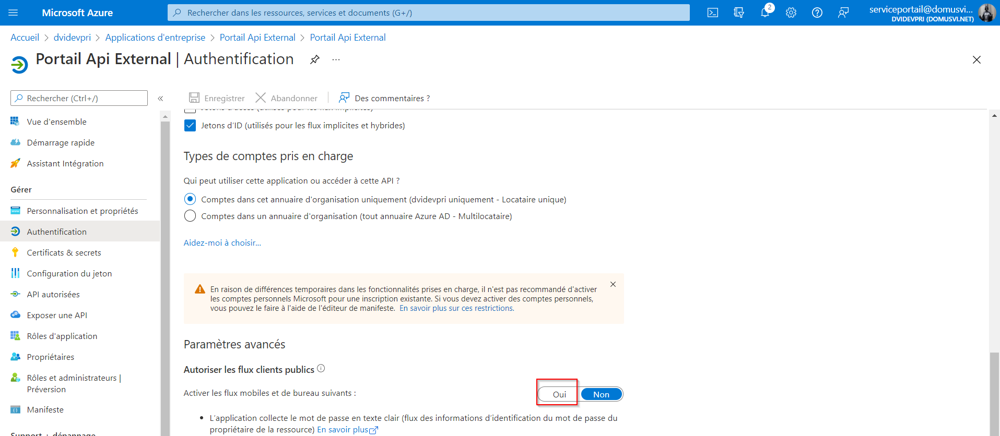 Microsoft Azure
Rechercher dans les ressources, services et documents (G+/)
2
serviceportail@domusvi...
DVIDEVPRI (DOMUSVI.NET)
Accueil > dvidevpri > Applications d'entreprise > Portail Api External > Portail Api External
Portail Api External | Authentification
...
Rechercher (Ctrl+/)
«
Enregistrer
Abandonner
Des commentaires ?
Vue d'ensemble
Démarrage rapide
Assistant Intégration
Gérer
Personnalisation et propriétés
Authentification
Certificats & secrets
Configuration du jeton
API autorisées
Exposer une API
Rôles d'application
Propriétaires
Rôles et administrateurs |
Préversion
Manifeste
Support + dépannage
Jetons d'accès (utilisés pour les flux implicites)
Jetons d’ID (utilisés pour les flux implicites et hybrides)
Types de comptes pris en charge
Qui peut utiliser cette application ou accéder à cette API ?
Comptes dans cet annuaire d'organisation uniquement (dvidevpri uniquement - Locataire unique)
Comptes dans un annuaire d'organisation (tout annuaire Azure AD - Multilocataire)
Aidez-moi à choisir...
En raison de différences temporaires dans les fonctionnalités prises en charge, il n'est pas recommandé d'activer
les comptes personnels Microsoft pour une inscription existante. Si vous devez activer des comptes personnels,
vous pouvez le faire à l'aide de l'éditeur de manifeste. En savoir plus sur ces restrictions.
Paramètres avancés
Autoriser les flux clients publics
Activer les flux mobiles et de bureau suivants :
Oui
Non
• L’application collecte le mot de passe en texte clair (flux des informations d’identification du mot de passe du
propriétaire de la ressource) En savoir plus